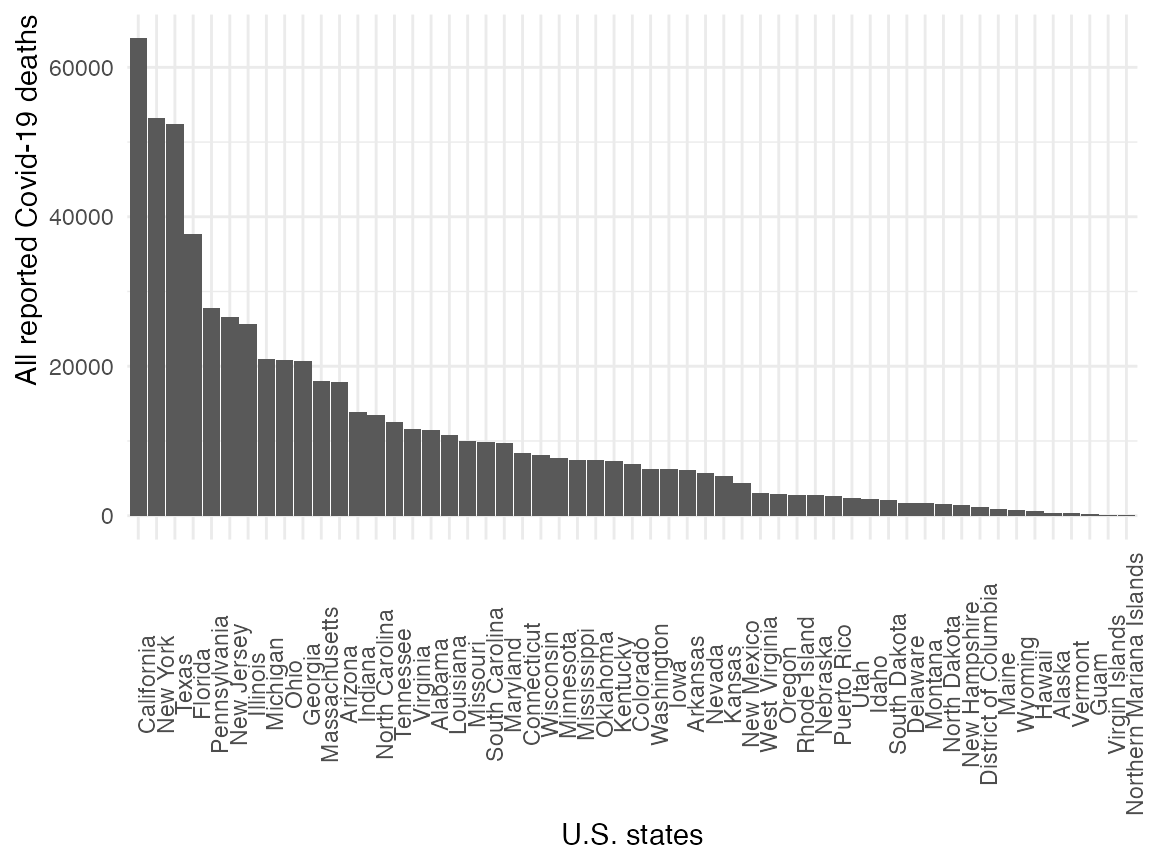 All reported Covid-19 deaths
60000
40000
20000
0
California
New York
Texas
Florida
Pennsylvania
New Jersey
Illinois
Michigan
Ohio
Georgia
Massachusetts
Arizona
Indiana
North Carolina
Tennessee
Virginia
Alabama
Louisiana
Missouri
South Carolina
Maryland
Connecticut
Wisconsin
Minnesota
Mississippi
Oklahoma
Kentucky
Colorado
Washington
Iowa
Arkansas
Nevada
Kansas
New Mexico
West Virginia
Oregon
Rhode Island
Nebraska
Puerto Rico
Utah
Idaho
South Dakota
Delaware
Montana
North Dakota
New Hampshire
District of Columbia
Maine
Wyoming
Hawaii
Alaska
Vermont
Guam
Virgin Islands
Northern Mariana Islands
U.S. states